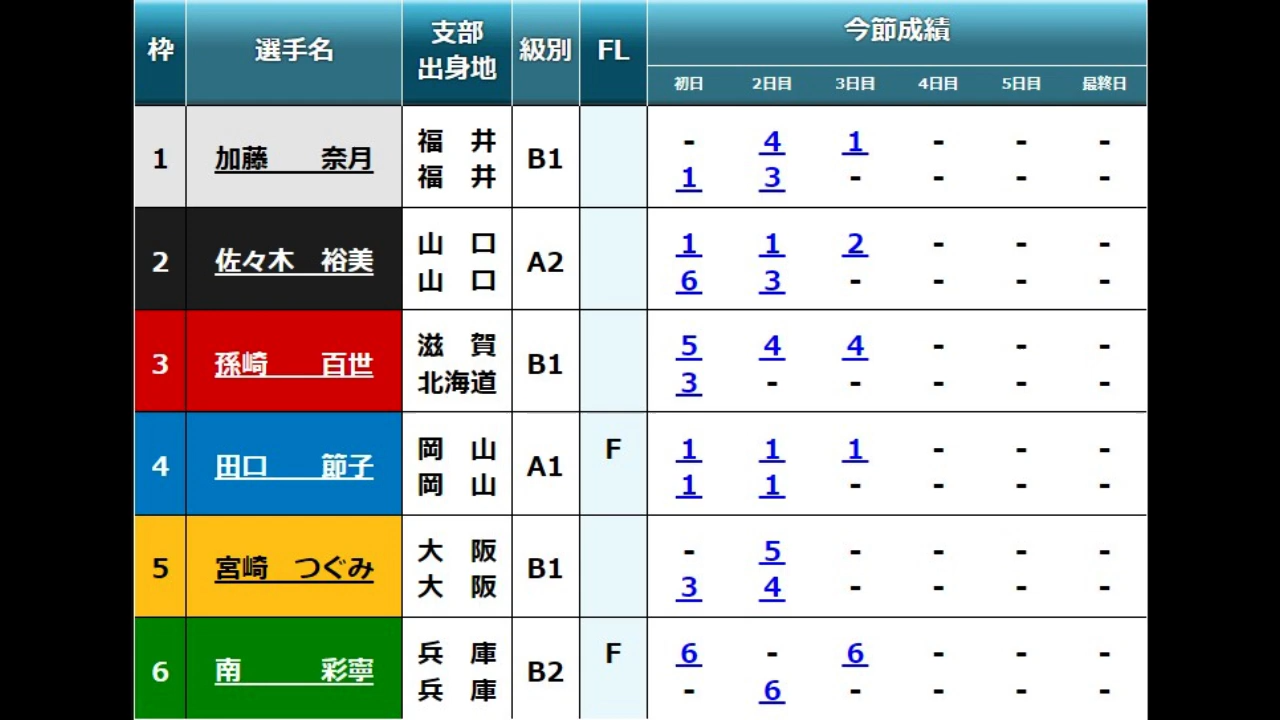 枠 選手名 支部 出身地 級別 FL 今節成績
初日 2日目 3日目 4日目 5日目 最終日
1 加藤 奈月 福井 B1 - 4 1 - - -
福井 1 3 - - - -
2 佐々木 裕美 山口 A2 1 1 2 - - -
山口 6 3 - - - -
3 孫崎 百世 滋賀 B1 5 4 4 - - -
北海道 3 - - - - -
4 田口 節子 岡山 A1 F 1 1 1 - - -
岡山 1 1 - - - -
5 宮崎 つぐみ 大阪 B1 - 5 - - - -
大阪 3 4 - - - -
6 南 彩寧 兵庫 B2 F 6 - 6 - - -
兵庫 - 6 - - - -